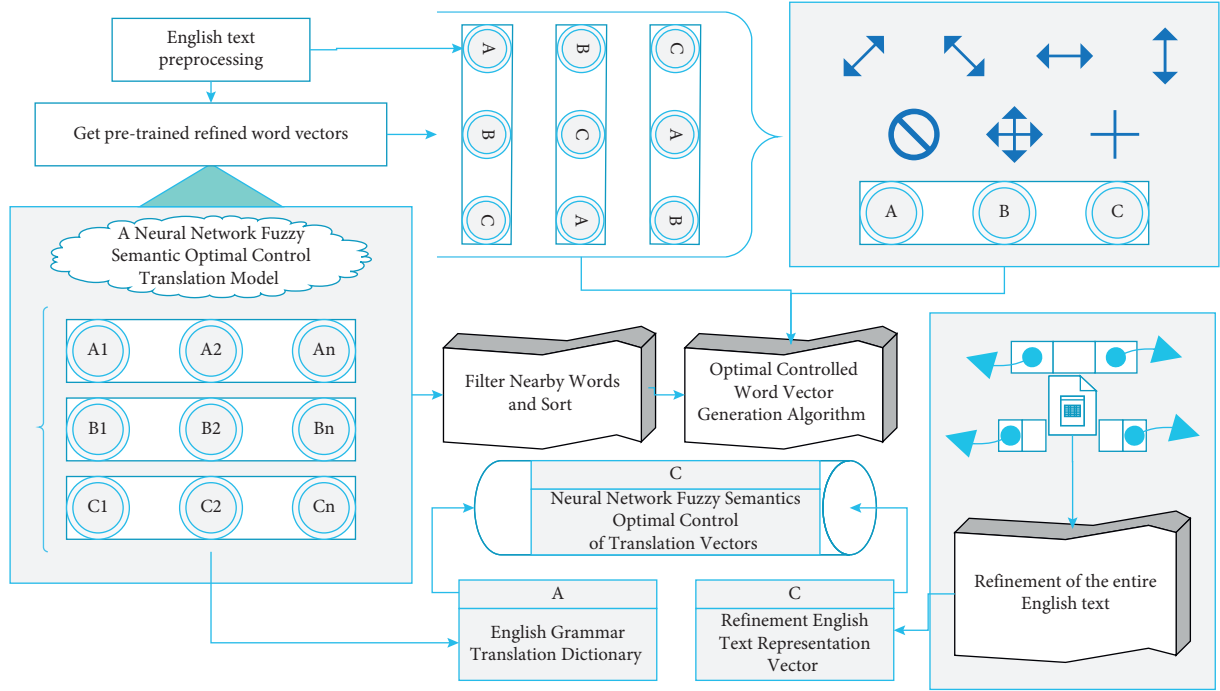 English text
preprocessing
Get pre-trained refined word vectors
A B C
B C A
C A B
A B C
A Neural Network Fuzzy
Semantic Optimal Control
Translation Model
A1 A2 An
B1 B2 Bn
C1 C2 Cn
Filter Nearby Words
and Sort
Optimal Controlled
Word Vector
Generation Algorithm
C
Neural Network Fuzzy Semantics
Optimal Control
of Translation Vectors
A
English Grammar
Translation Dictionary
C
Refinement English
Text Representation
Vector
Refinement of the entire
English text